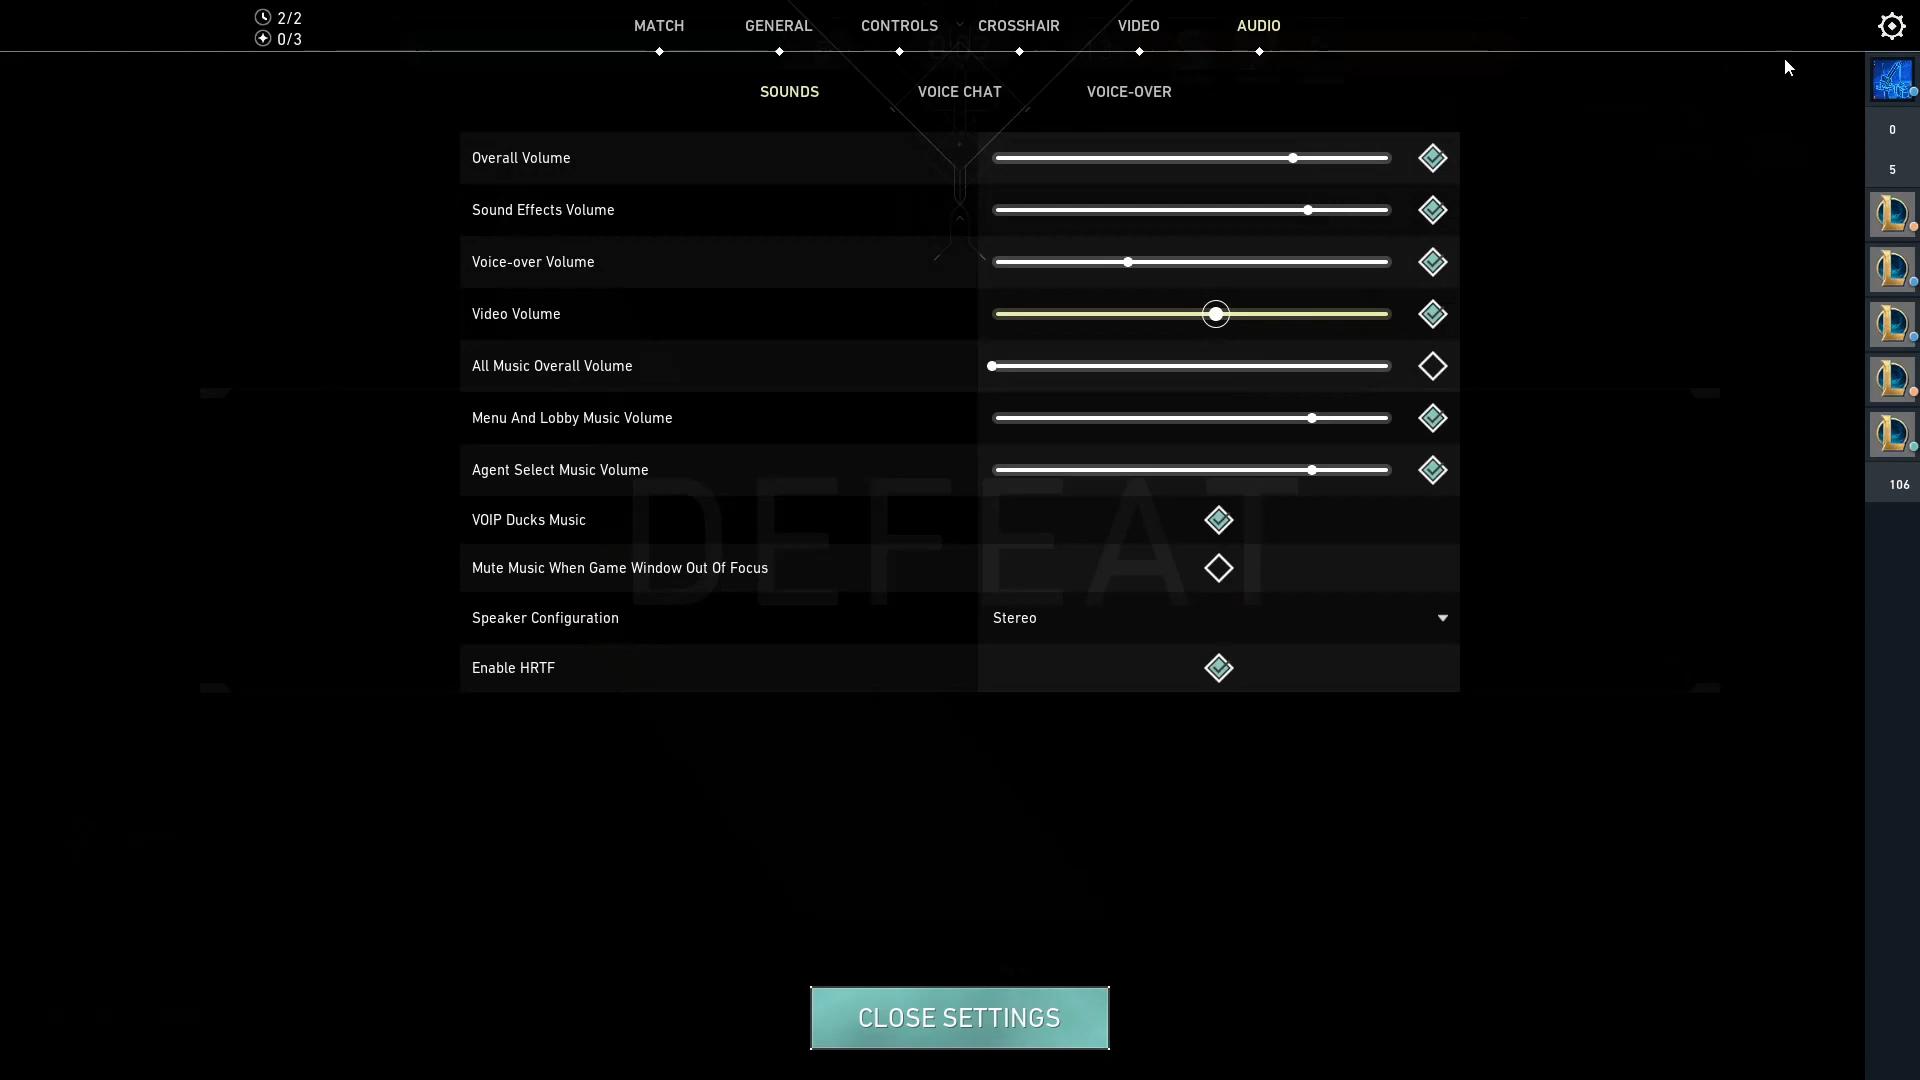 2/2
0/3
MATCH GENERAL CONTROLS CROSSHAIR VIDEO AUDIO
SOUNDS VOICE CHAT VOICE-OVER
Overall Volume
Sound Effects Volume
Voice-over Volume
Video Volume
All Music Overall Volume
Menu And Lobby Music Volume
Agent Select Music Volume
DEFEAT
VOIP Ducks Music
Mute Music When Game Window Out Of Focus
Speaker Configuration Stereo
Enable HRTF
CLOSE SETTINGS
0
5
106